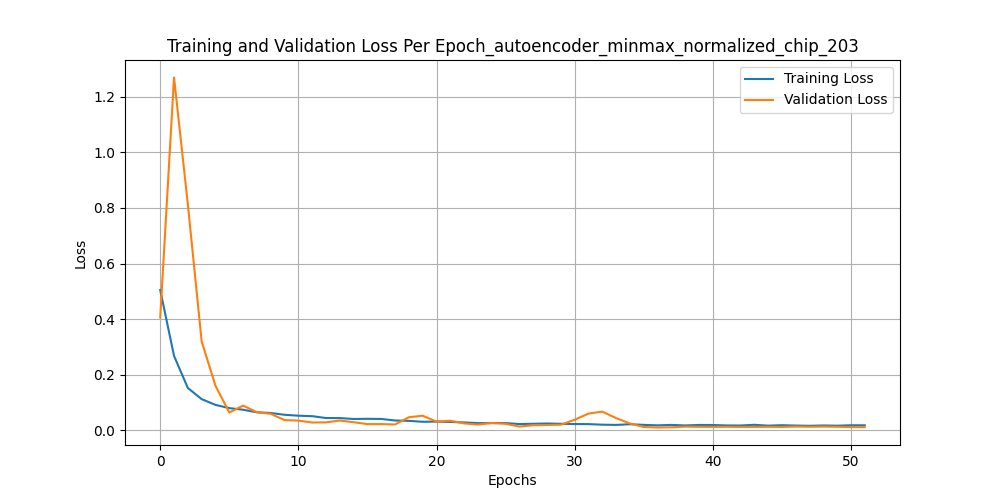 Training and Validation Loss Per Epoch_autoencoder_minmax_normalized_chip_203
Training Loss
Validation Loss
1.2
1.0
0.8
0.6
0.4
0.2
0.0
Loss
0 10 20 30 40 50
Epochs